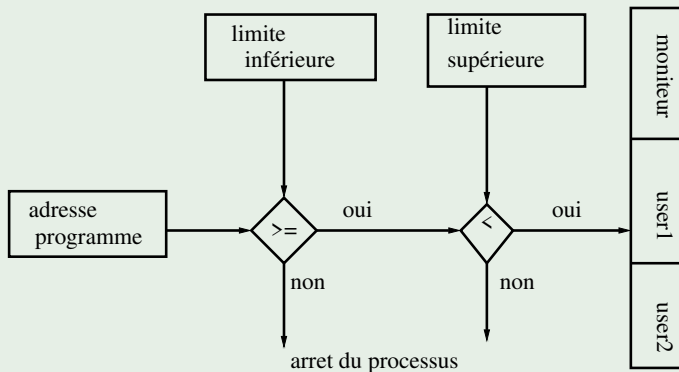 limite
inférieure
limite
supérieure
moniteur
adresse
programme
>=
oui
<
oui
user1
non
non
user2
arret du processus